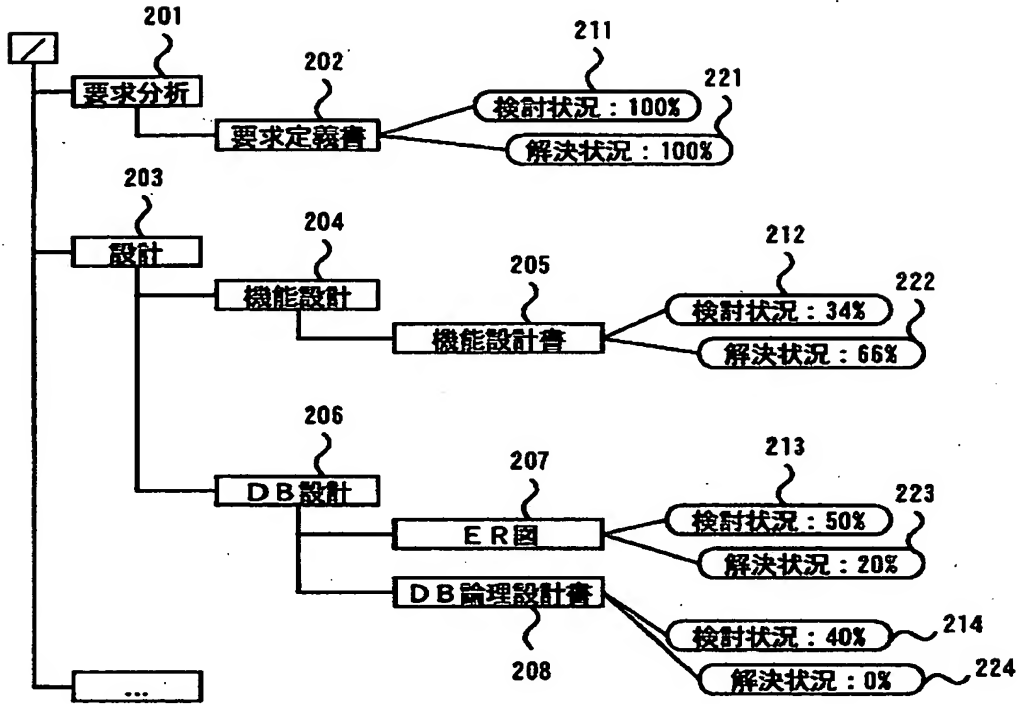 201
／
要求分析
202
要求定義書
211
検討状況：100%
221
解決状況：100%
203
設計
204
機能設計
205
機能設計書
212
検討状況：34%
222
解決状況：66%
206
ＤＢ設計
207
ＥＲ図
213
検討状況：50%
223
解決状況：20%
ＤＢ論理設計書
208
検討状況：40%
214
解決状況：0%
224
...